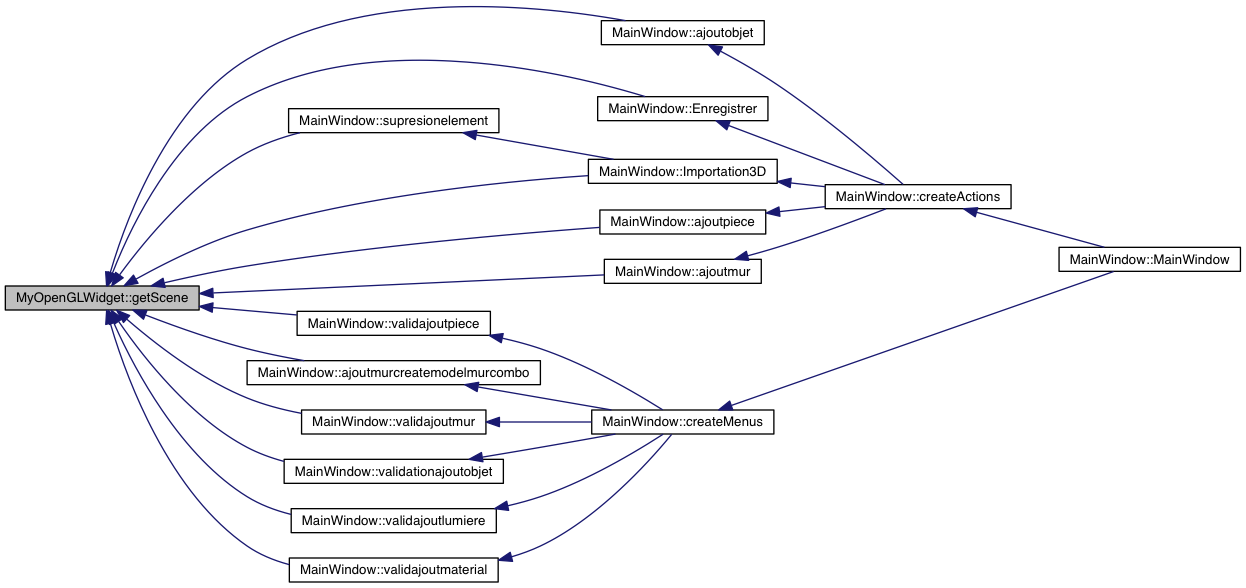 MainWindow::ajoutobjet
MainWindow::Enregistrer
MainWindow::supresionelement
MainWindow::Importation3D
MainWindow::createActions
MainWindow::ajoutpiece
MainWindow::MainWindow
MainWindow::ajoutmur
MyOpenGLWidget::getScene
MainWindow::validajoutpiece
MainWindow::ajoutmurcreatemodelmurcombo
MainWindow::validajoutmur
MainWindow::createMenus
MainWindow::validationajoutobjet
MainWindow::validajoutlumiere
MainWindow::validajoutmaterial